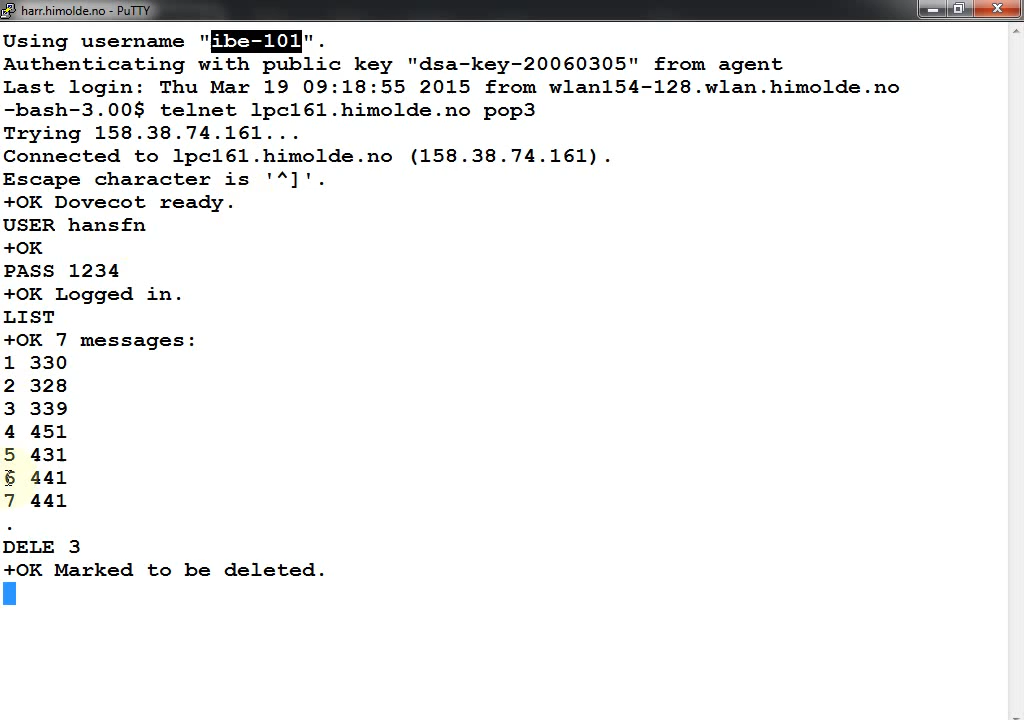 harr.himolde.no - PuTTY
Using username "ibe-101".
Authenticating with public key "dsa-key-20060305" from agent
Last login: Thu Mar 19 09:18:55 2015 from wlan154-128.wlan.himolde.no
-bash-3.00$ telnet lpc161.himolde.no pop3
Trying 158.38.74.161...
Connected to lpc161.himolde.no (158.38.74.161).
Escape character is '^]'.
+OK Dovecot ready.
USER hansfn
+OK
PASS 1234
+OK Logged in.
LIST
+OK 7 messages:
1 330
2 328
3 339
4 451
5 431
6 441
7 441
.
DELE 3
+OK Marked to be deleted.